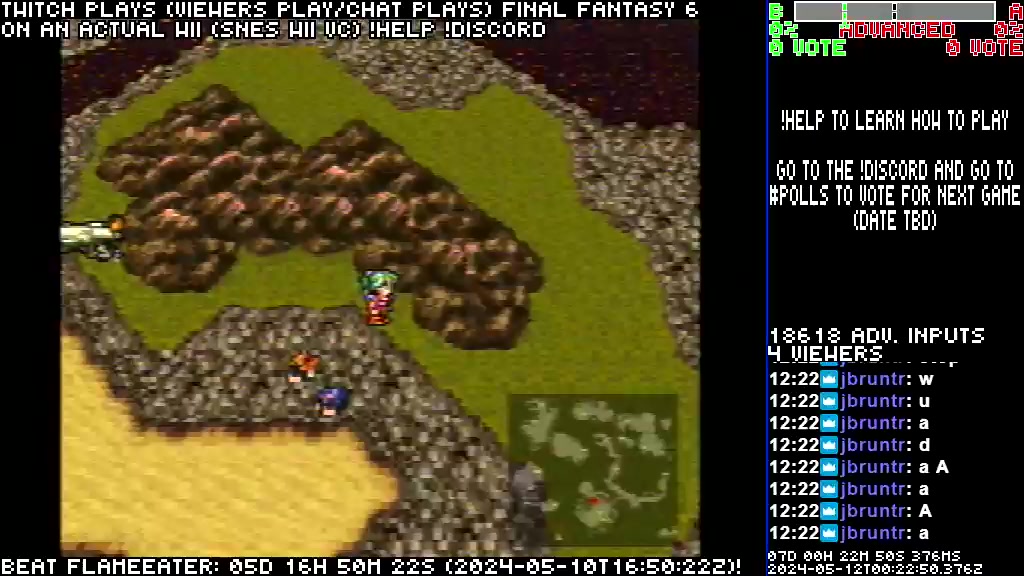 TWITCH PLAYS (VIEWERS PLAY/CHAT PLAYS) FINAL FANTASY 6
ON AN ACTUAL WII (SNES WII VC) !HELP !DISCORD
B A
0% ADVANCED 0%
0 VOTE 0 VOTE
!HELP TO LEARN HOW TO PLAY
GO TO THE !DISCORD AND GO TO
#POLLS TO VOTE FOR NEXT GAME
(DATE TBD)
18618 ADV. INPUTS
4 VIEWERS
12:22 jbruntr: w
12:22 jbruntr: u
12:22 jbruntr: a
12:22 jbruntr: d
12:22 jbruntr: a A
12:22 jbruntr: a
12:22 jbruntr: A
12:22 jbruntr: a
07D 00H 22M 50S 376MS
2024-05-12T00:22:50.376Z
BEAT FLAMEEATER: 05D 16H 50M 22S (2024-05-10T16:50:22Z)!